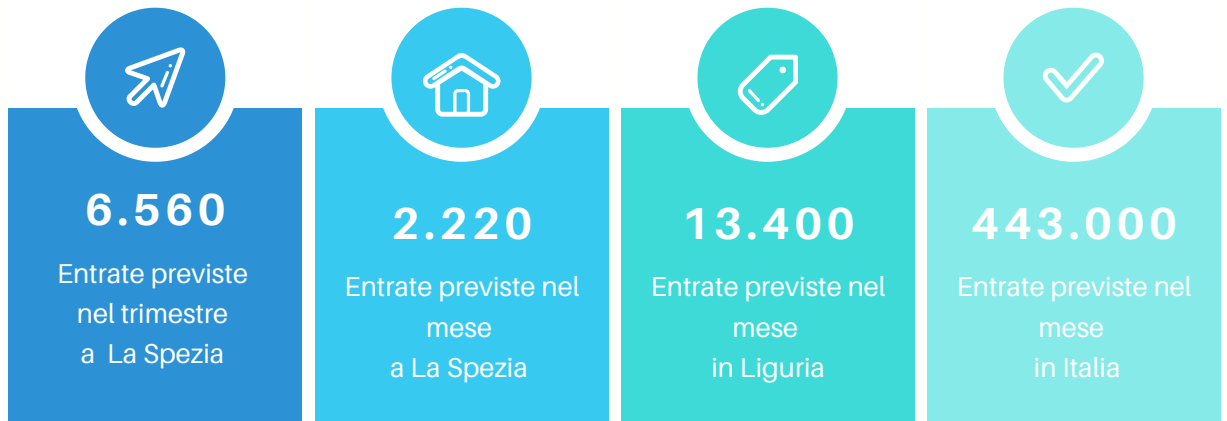 6.560
Entrate previste
nel trimestre
a La Spezia
2.220
Entrate previste nel
mese
a La Spezia
13.400
Entrate previste nel
mese
in Liguria
443.000
Entrate previste nel
mese
in Italia